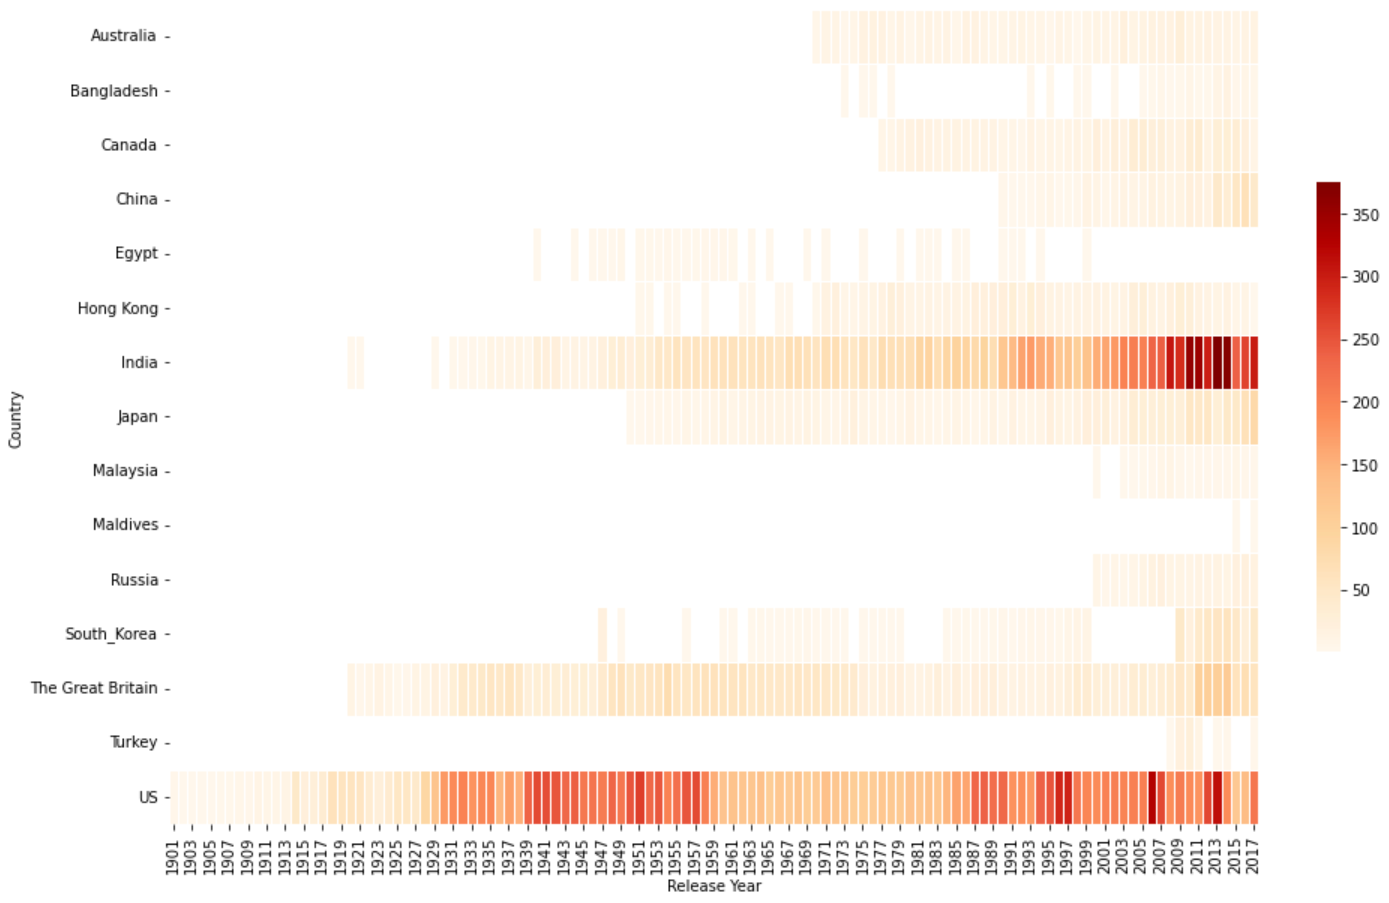 Australia
Bangladesh
Canada
China
Egypt
Hong Kong
India
Japan
Malaysia
Maldives
Russia
South_Korea
The Great Britain
Turkey
US
Country
1901 1903 1905 1907 1909 1911 1913 1915 1917 1919 1921 1923 1925 1927 1929 1931 1933 1935 1937 1939 1941 1943 1945 1947 1949 1951 1953 1955 1957 1959 1961 1963 1965 1967 1969 1971 1973 1975 1977 1979 1981 1983 1985 1987 1989 1991 1993 1995 1997 1999 2001 2003 2005 2007 2009 2011 2013 2015 2017
Release Year
350
300
250
200
150
100
50